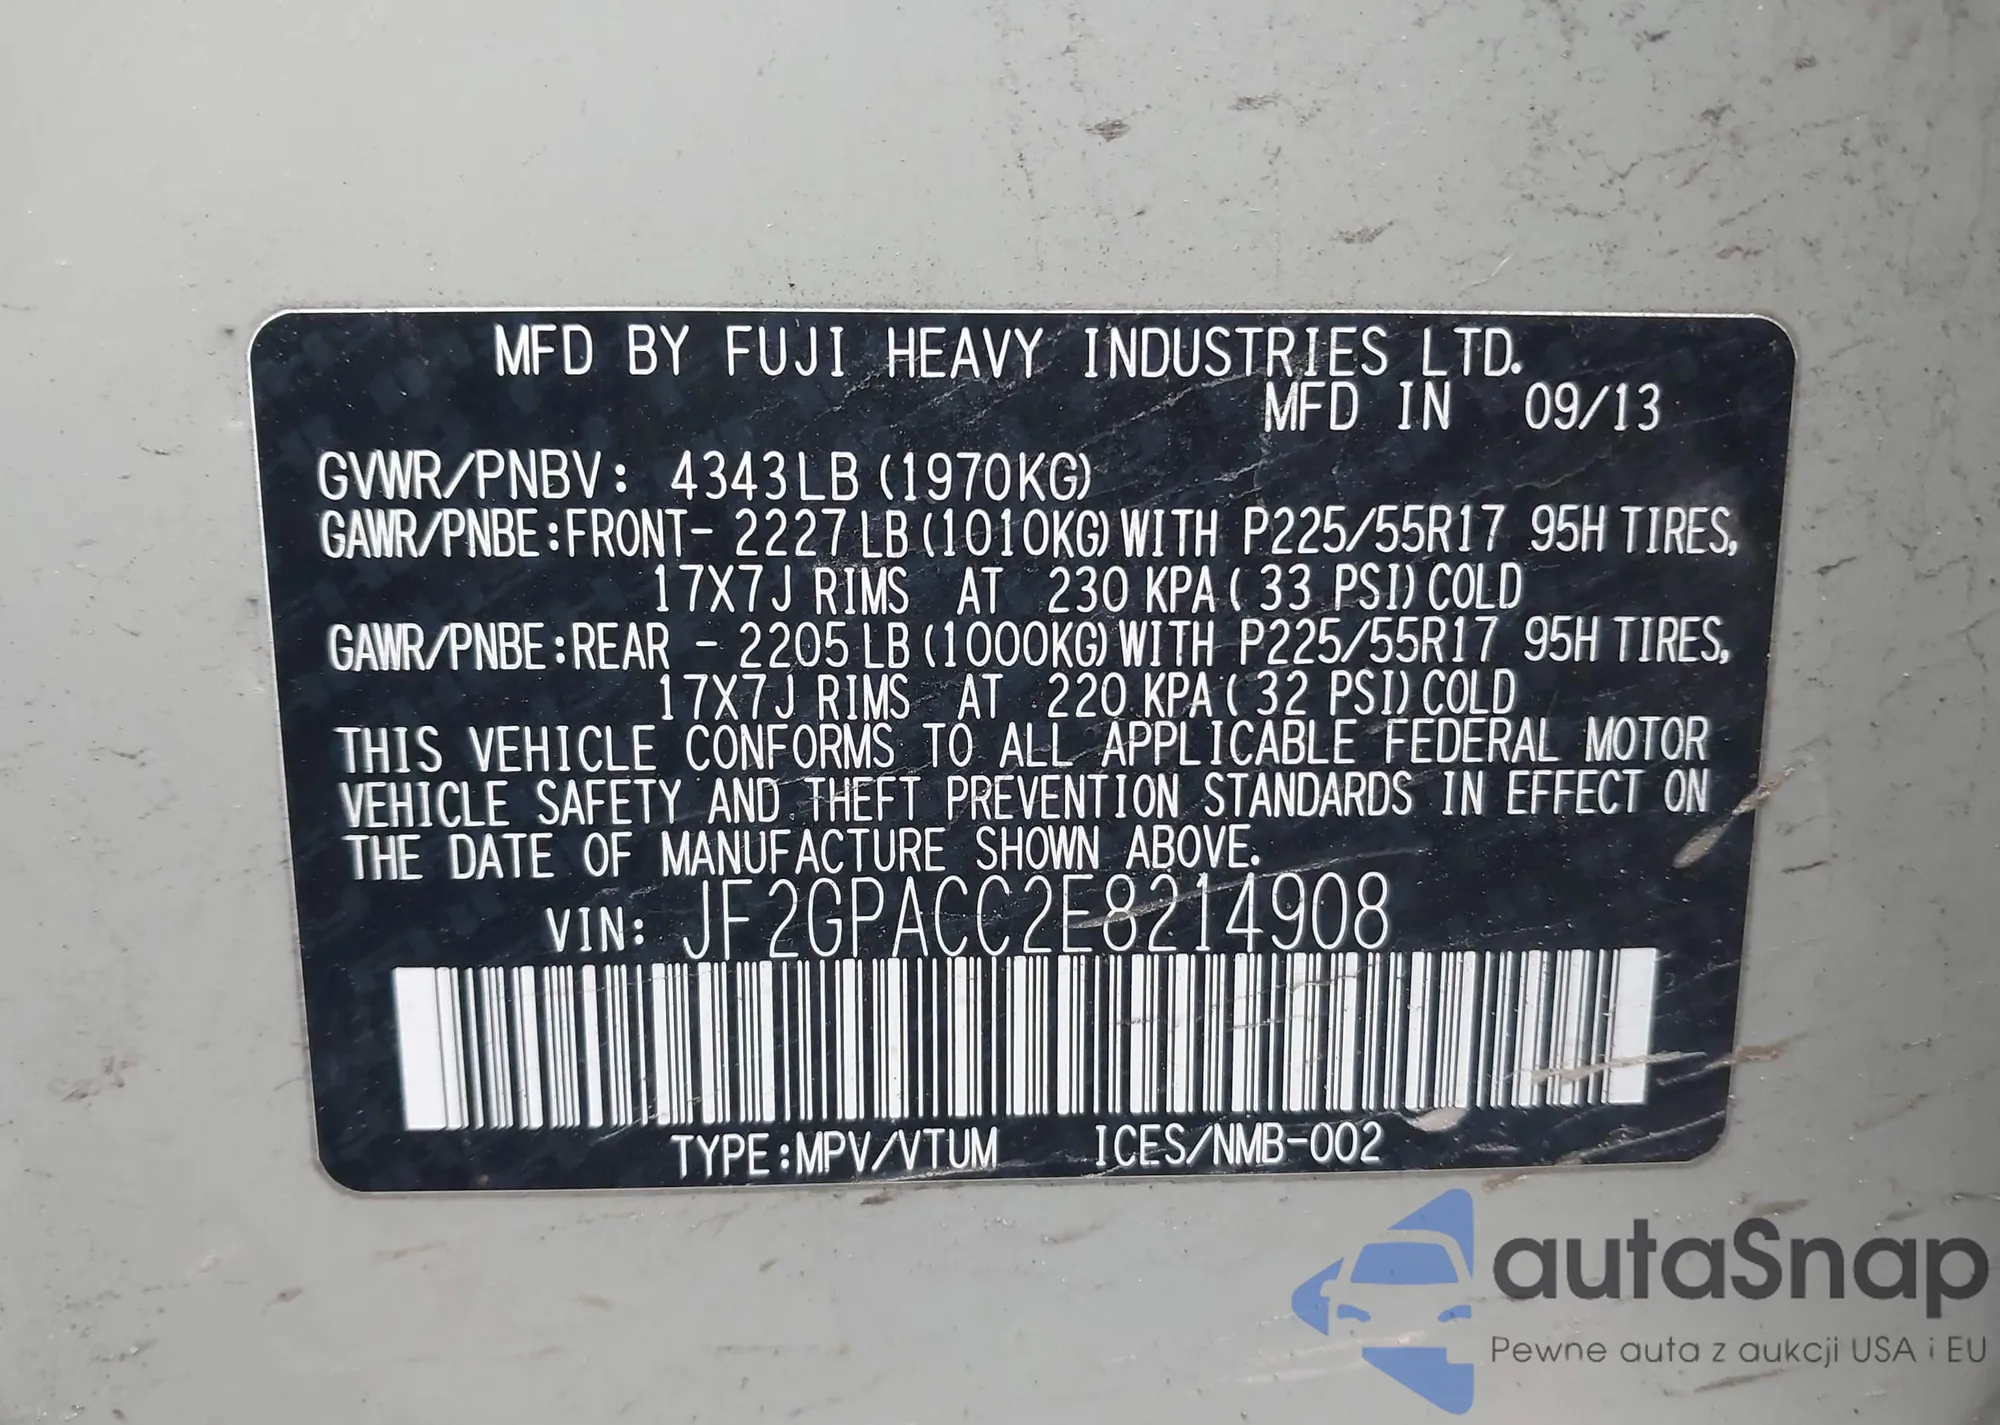 MFD BY FUJI HEAVY INDUSTRIES LTD.
MFD IN 09/13
GVWR/PNBV: 4343LB (1970KG)
GAWR/PNBE:FRONT- 2227LB (1010KG) WITH P225/55R17 95H TIRES,
17X7J RIMS AT 230 KPA ( 33 PSI) COLD
GAWR/PNBE:REAR - 2205LB (1000KG) WITH P225/55R17 95H TIRES,
17X7J RIMS AT 220 KPA ( 32 PSI) COLD
THIS VEHICLE CONFORMS TO ALL APPLICABLE FEDERAL MOTOR
VEHICLE SAFETY AND THEFT PREVENTION STANDARDS IN EFFECT ON
THE DATE OF MANUFACTURE SHOWN ABOVE.
VIN: JF2GPACC2E8214908
TYPE:MPV/VTUM ICES/NMB-002
autaSnap
Pewne auta z aukcji USA i EU